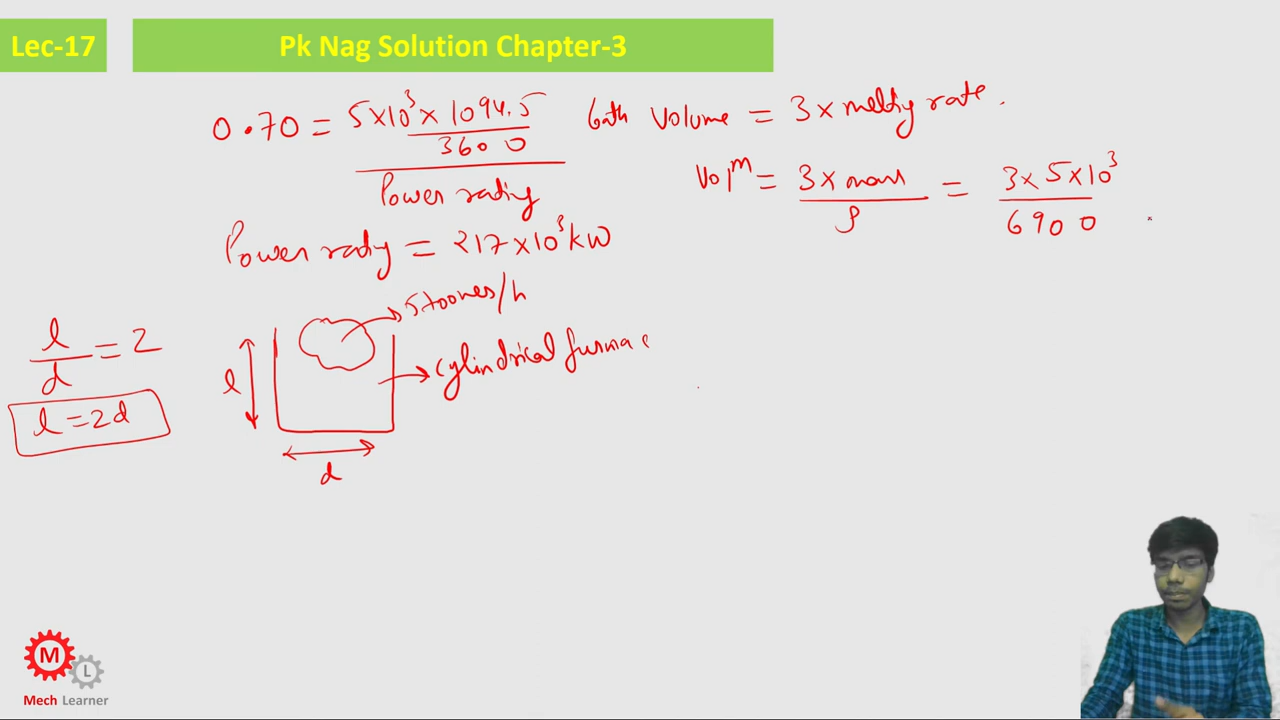 Lec-17
Pk Nag Solution Chapter-3
0.70 = 5×10³ × 1094.5
3600
Power rading
bath volume = 3 × melting rate.
Volᵐ = 3 × mass / ρ = 3 × 5 × 10³ / 6900
Power rading = 217 × 10³ kW
5 tonnes/h
l/d = 2
l
cylindrical furnace
l = 2d
d
M
L
Mech Learner